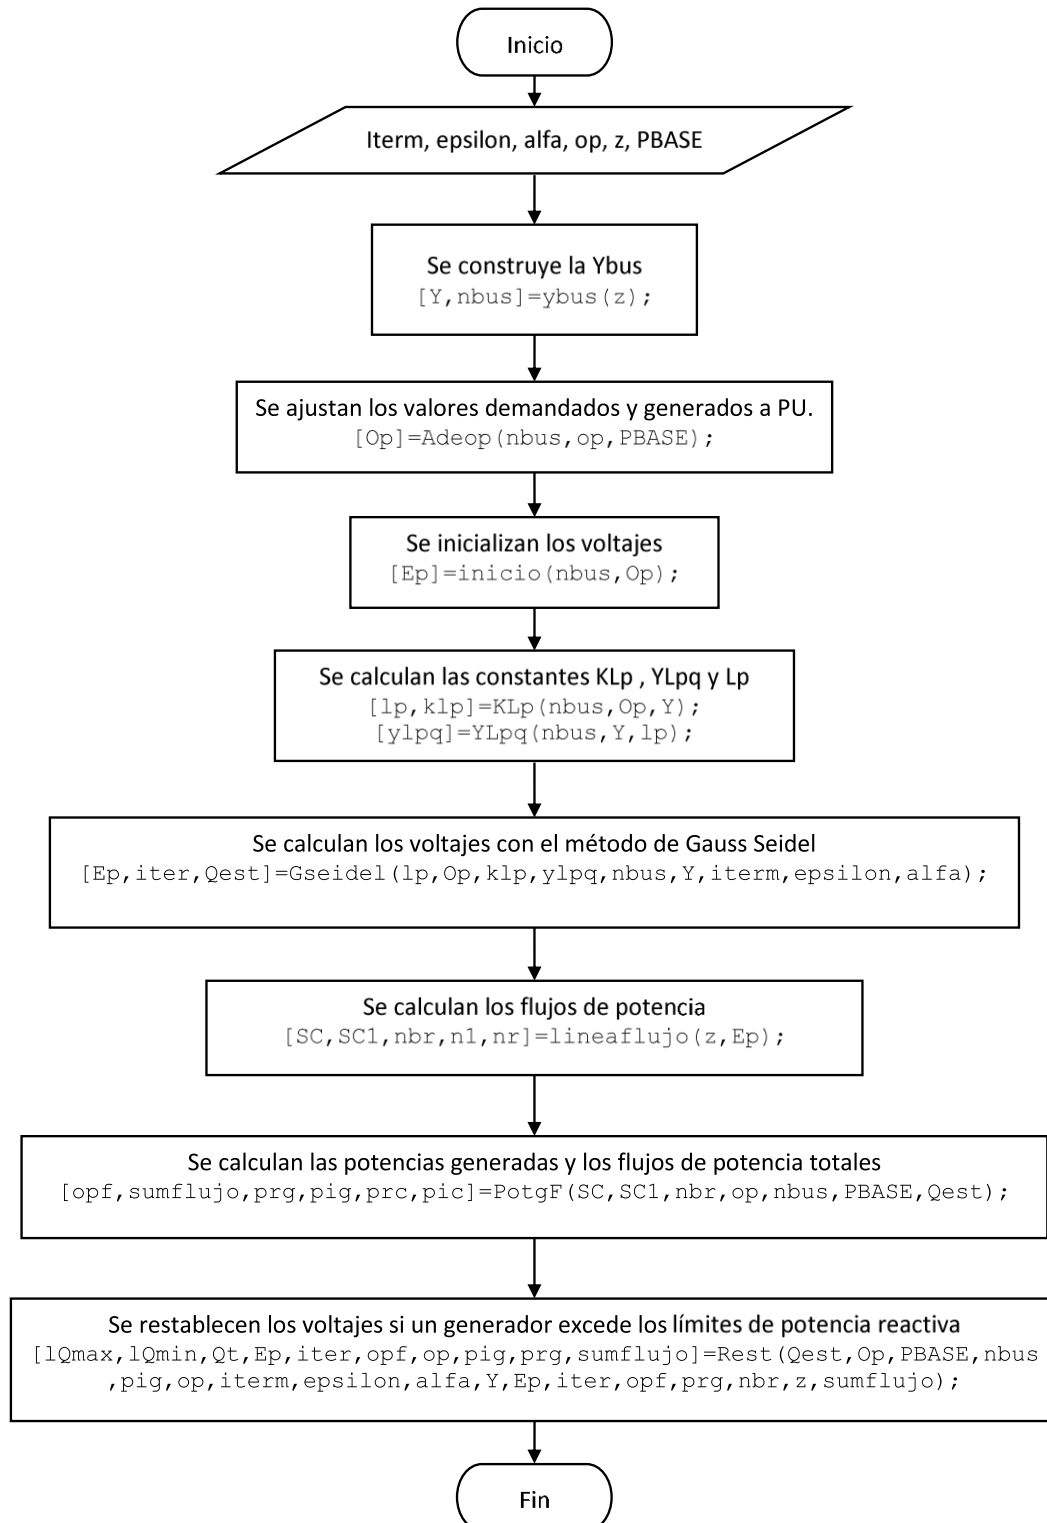 Inicio
Iterm, epsilon, alfa, op, z, PBASE
Se construye la Ybus
[Y,nbus]=ybus(z);
Se ajustan los valores demandados y generados a PU.
[Op]=Adeop(nbus,op,PBASE);
Se inicializan los voltajes
[Ep]=inicio(nbus,Op);
Se calculan las constantes KLp , YLpq y Lp
[lp,klp]=KLp(nbus,Op,Y);
[ylpq]=YLpq(nbus,Y,lp);
Se calculan los voltajes con el método de Gauss Seidel
[Ep,iter,Qest]=Gseidel(lp,Op,klp,ylpq,nbus,Y,iterm,epsilon,alfa);
Se calculan los flujos de potencia
[SC,SC1,nbr,n1,nr]=lineaflujo(z,Ep);
Se calculan las potencias generadas y los flujos de potencia totales
[opf,sumflujo,prg,pig,prc,pic]=PotgF(SC,SC1,nbr,op,nbus,PBASE,Qest);
Se restablecen los voltajes si un generador excede los límites de potencia reactiva
[lQmax,lQmin,Qt,Ep,iter,opf,op,pig,prg,sumflujo]=Rest(Qest,Op,PBASE,nbus
,pig,op,iterm,epsilon,alfa,Y,Ep,iter,opf,prg,nbr,z,sumflujo);
Fin